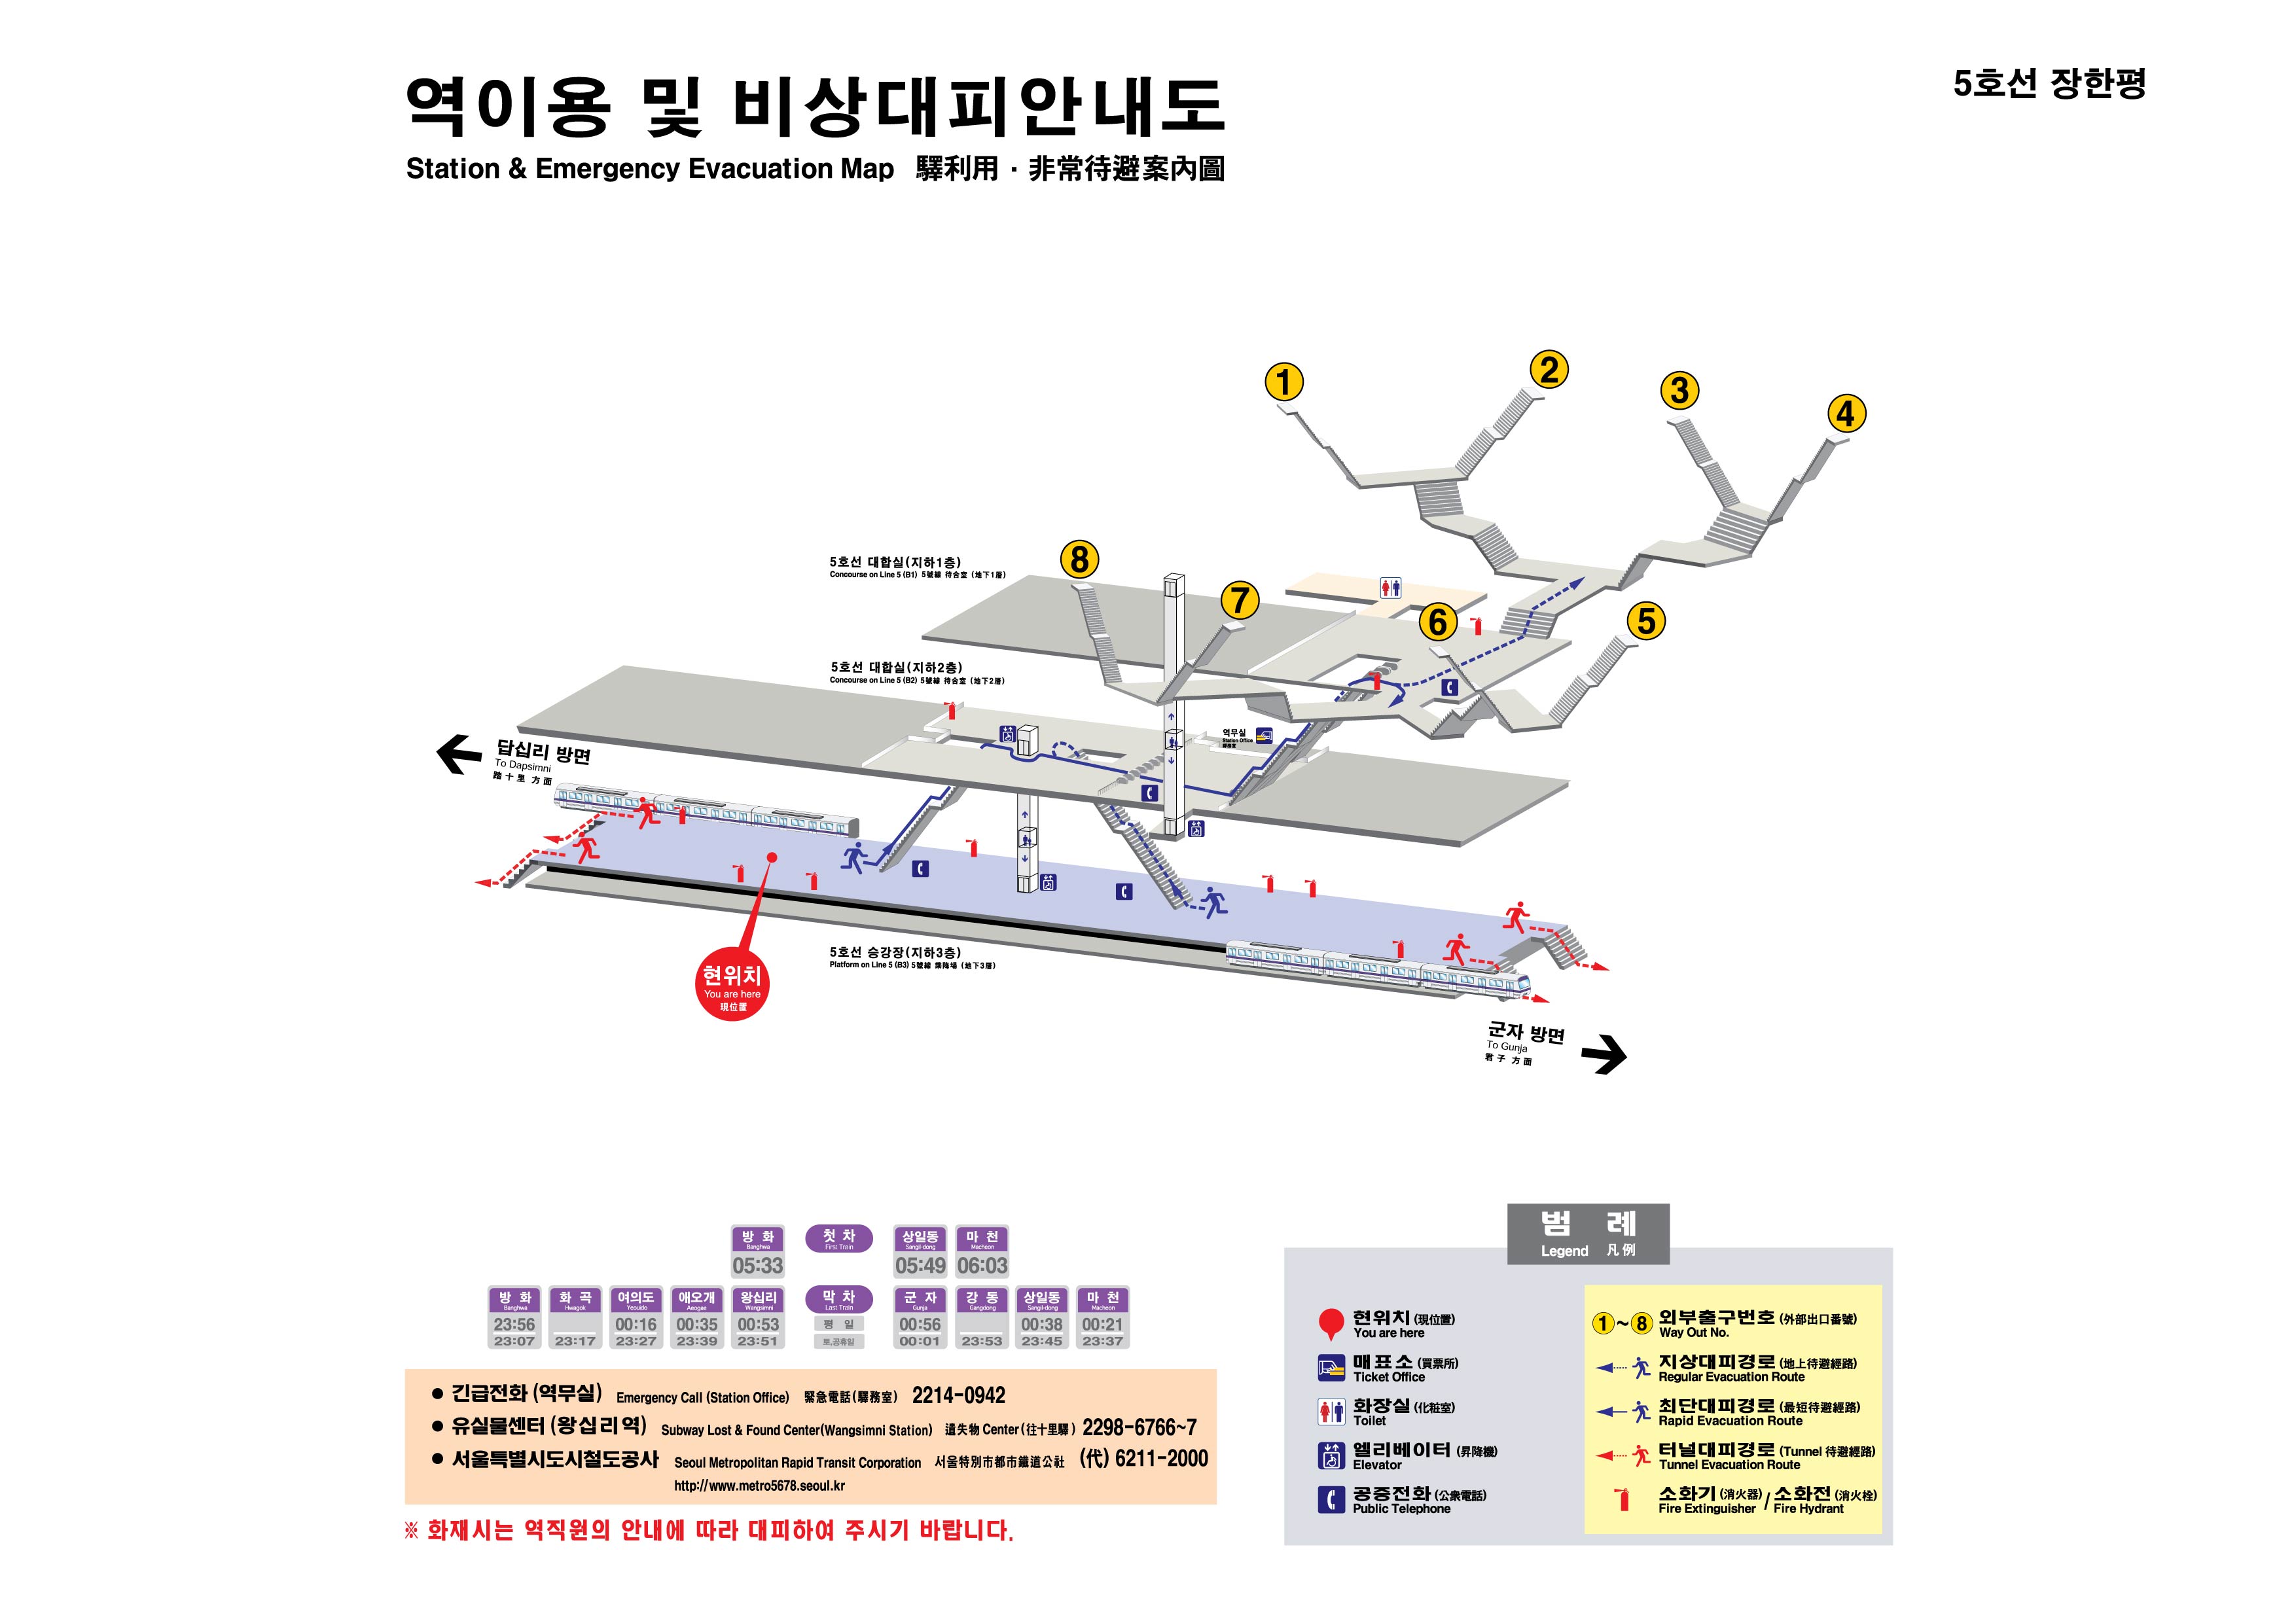 역이용 및 비상대피안내도
Station & Emergency Evacuation Map 驛利用·非常待避案內圖
5호선 장한평
1
2
3
4
5호선 대합실(지하1층)
Concourse on Line 5 (B1) 5號線 待合室 (地下1層)
8
7
6
5
5호선 대합실(지하2층)
Concourse on Line 5 (B2) 5號線 待合室 (地下2層)
역무실
Station Office
驛務室
답십리 방면
To Dapsimni
踏十里 方面
5호선 승강장(지하3층)
Platform on Line 5 (B3) 5號線 乘降場 (地下3層)
현위치
You are here
現位置
군자 방면
To Gunja
君子 方面
방 화 첫 차 상일동 마 천
Banghwa First Train Sangil-dong Macheon
05:33 05:49 06:03
방 화 화 곡 여의도 애오개 왕십리 막 차 군 자 강 동 상일동 마 천
Banghwa Hwagok Yeouido Aeogae Wangsimni Last Train Gunja Gangdong Sangil-dong Macheon
23:56 00:16 00:35 00:53 평 일 00:56 00:38 00:21
23:07 23:17 23:27 23:39 23:51 토,공휴일 00:01 23:53 23:45 23:37
● 긴급전화 (역무실) Emergency Call (Station Office) 緊急電話(驛務室) 2214-0942
● 유실물센터 (왕십리역) Subway Lost & Found Center(Wangsimni Station) 遺失物 Center(往十里驛) 2298-6766~7
● 서울특별시도시철도공사 Seoul Metropolitan Rapid Transit Corporation 서울特別市都市鐵道公社 (代) 6211-2000
http://www.metro5678.seoul.kr
※ 화재시는 역직원의 안내에 따라 대피하여 주시기 바랍니다.
범 례
Legend 凡例
현위치 (現位置)
You are here
매표소 (買票所)
Ticket Office
화장실 (化粧室)
Toilet
엘리베이터 (昇降機)
Elevator
공중전화 (公衆電話)
Public Telephone
1~8 외부출구번호 (外部出口番號)
Way Out No.
지상대피경로 (地上待避經路)
Regular Evacuation Route
최단대피경로 (最短待避經路)
Rapid Evacuation Route
터널대피경로 (Tunnel 待避經路)
Tunnel Evacuation Route
소화기 (消火器) / 소화전 (消火栓)
Fire Extinguisher / Fire Hydrant